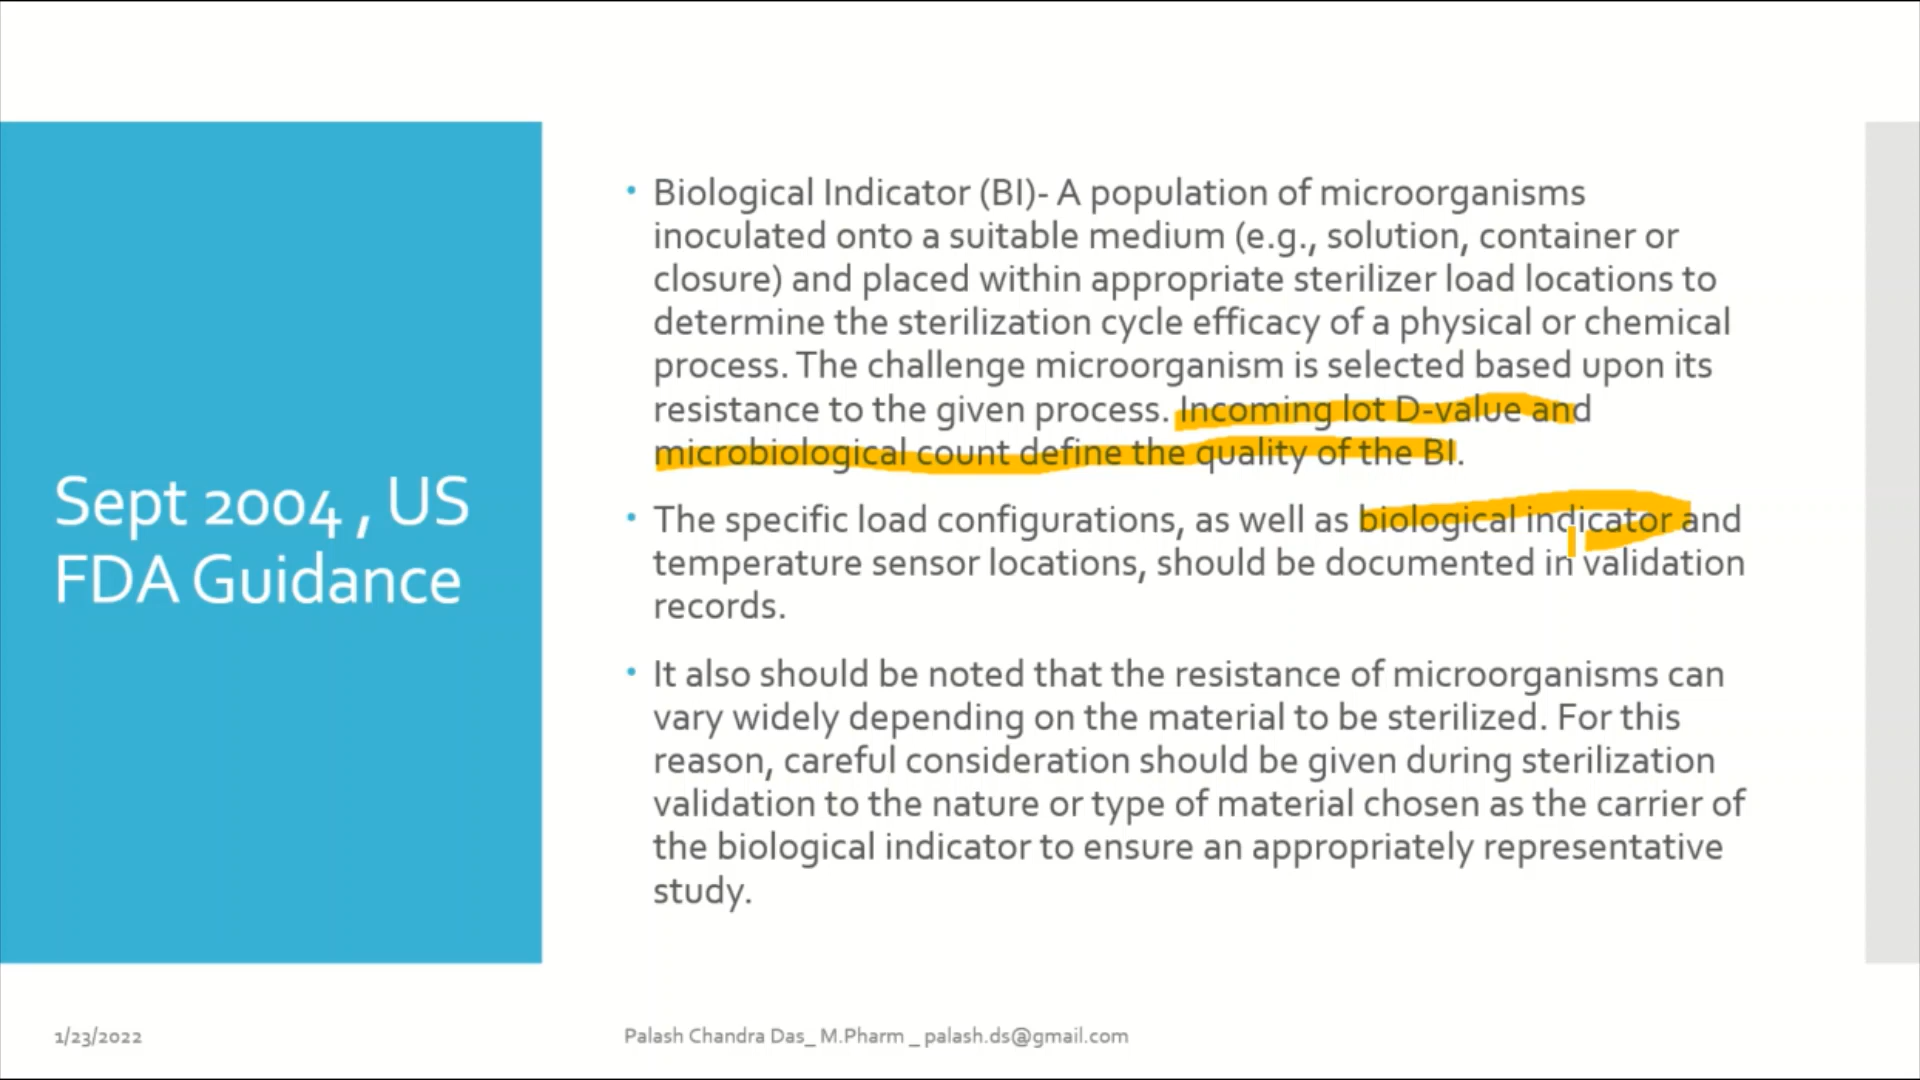 Sept 2004 , US
FDA Guidance
• Biological Indicator (BI)- A population of microorganisms
inoculated onto a suitable medium (e.g., solution, container or
closure) and placed within appropriate sterilizer load locations to
determine the sterilization cycle efficacy of a physical or chemical
process. The challenge microorganism is selected based upon its
resistance to the given process. Incoming lot D-value and
microbiological count define the quality of the BI.
• The specific load configurations, as well as biological indicator and
temperature sensor locations, should be documented in validation
records.
• It also should be noted that the resistance of microorganisms can
vary widely depending on the material to be sterilized. For this
reason, careful consideration should be given during sterilization
validation to the nature or type of material chosen as the carrier of
the biological indicator to ensure an appropriately representative
study.
1/23/2022
Palash Chandra Das_ M.Pharm _ palash.ds@gmail.com